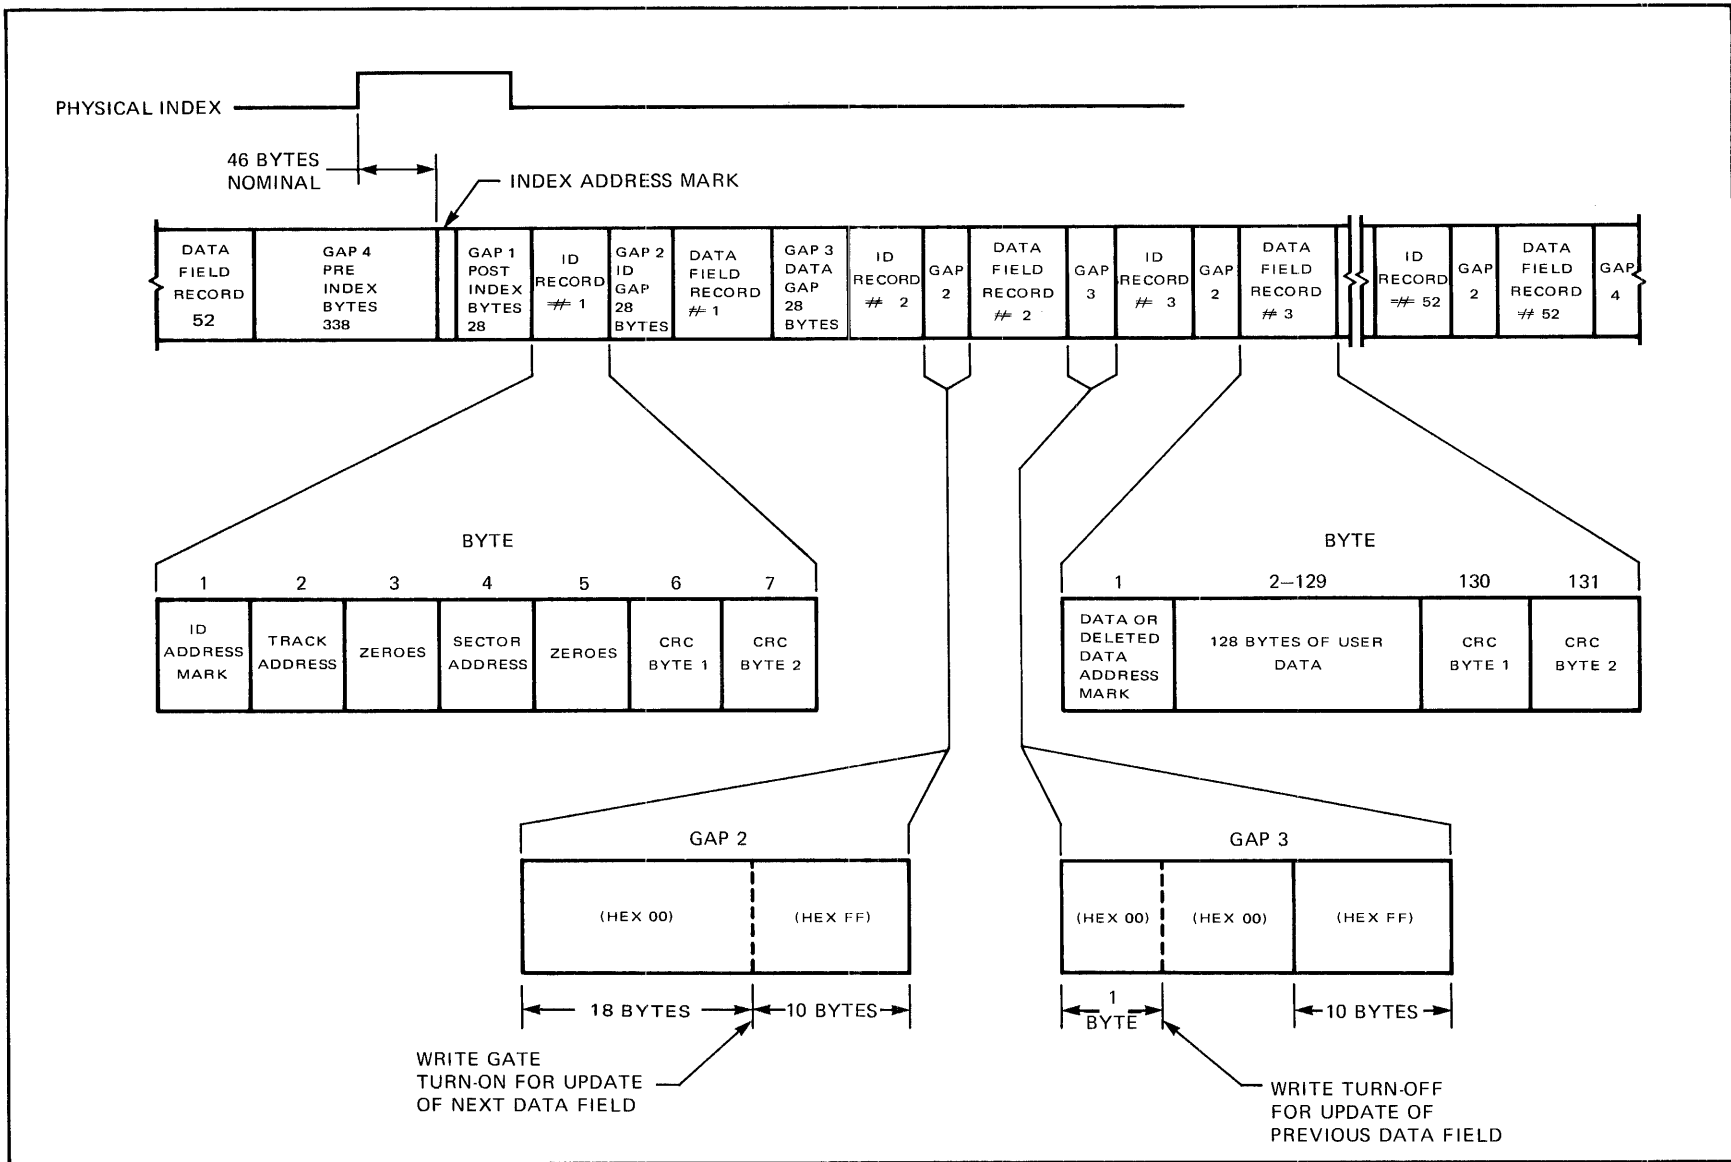 PHYSICAL INDEX
46 BYTES
NOMINAL
INDEX ADDRESS MARK
DATA
FIELD
RECORD
52
GAP 4
PRE
INDEX
BYTES
338
GAP 1
POST
INDEX
BYTES
28
ID
RECORD
# 1
GAP 2
ID
GAP
28
BYTES
DATA
FIELD
RECORD
# 1
GAP 3
DATA
GAP
28
BYTES
ID
RECORD
# 2
GAP
2
DATA
FIELD
RECORD
# 2
GAP
3
ID
RECORD
# 3
GAP
2
DATA
FIELD
RECORD
# 3
ID
RECORD
# 52
GAP
2
DATA
FIELD
RECORD
# 52
GAP
4
BYTE
1 2 3 4 5 6 7
ID
ADDRESS
MARK
TRACK
ADDRESS
ZEROES
SECTOR
ADDRESS
ZEROES
CRC
BYTE 1
CRC
BYTE 2
BYTE
1 2–129 130 131
DATA OR
DELETED
DATA
ADDRESS
MARK
128 BYTES OF USER
DATA
CRC
BYTE 1
CRC
BYTE 2
GAP 2
(HEX 00)
(HEX FF)
18 BYTES
10 BYTES
WRITE GATE
TURN-ON FOR UPDATE
OF NEXT DATA FIELD
GAP 3
(HEX 00)
(HEX 00)
(HEX FF)
1
BYTE
10 BYTES
WRITE TURN-OFF
FOR UPDATE OF
PREVIOUS DATA FIELD